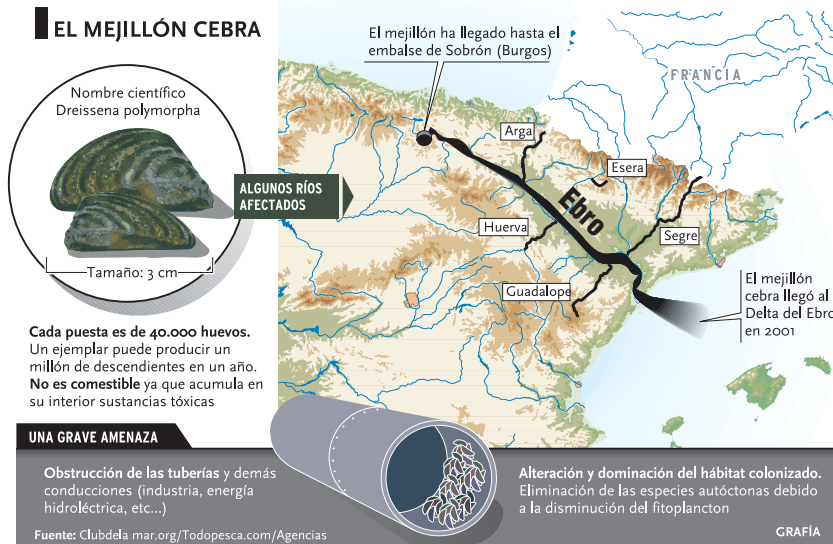 EL MEJILLÓN CEBRA
Nombre científico
Dreissena polymorpha
Tamaño: 3 cm
Cada puesta es de 40.000 huevos.
Un ejemplar puede producir un
millón de descendientes en un año.
No es comestible ya que acumula en
su interior sustancias tóxicas
ALGUNOS RÍOS
AFECTADOS
El mejillón ha llegado hasta el
embalse de Sobrón (Burgos)
FRANCIA
Arga
Esera
Ebro
Huerva
Segre
Guadalope
El mejillón
cebra llegó al
Delta del Ebro
en 2001
UNA GRAVE AMENAZA
Obstrucción de las tuberías y demás
conducciones (industria, energía
hidroléctrica, etc...)
Alteración y dominación del hábitat colonizado.
Eliminación de las especies autóctonas debido
a la disminución del fitoplancton
Fuente: Clubdela mar.org/Todopesca.com/Agencias
GRAFÍA